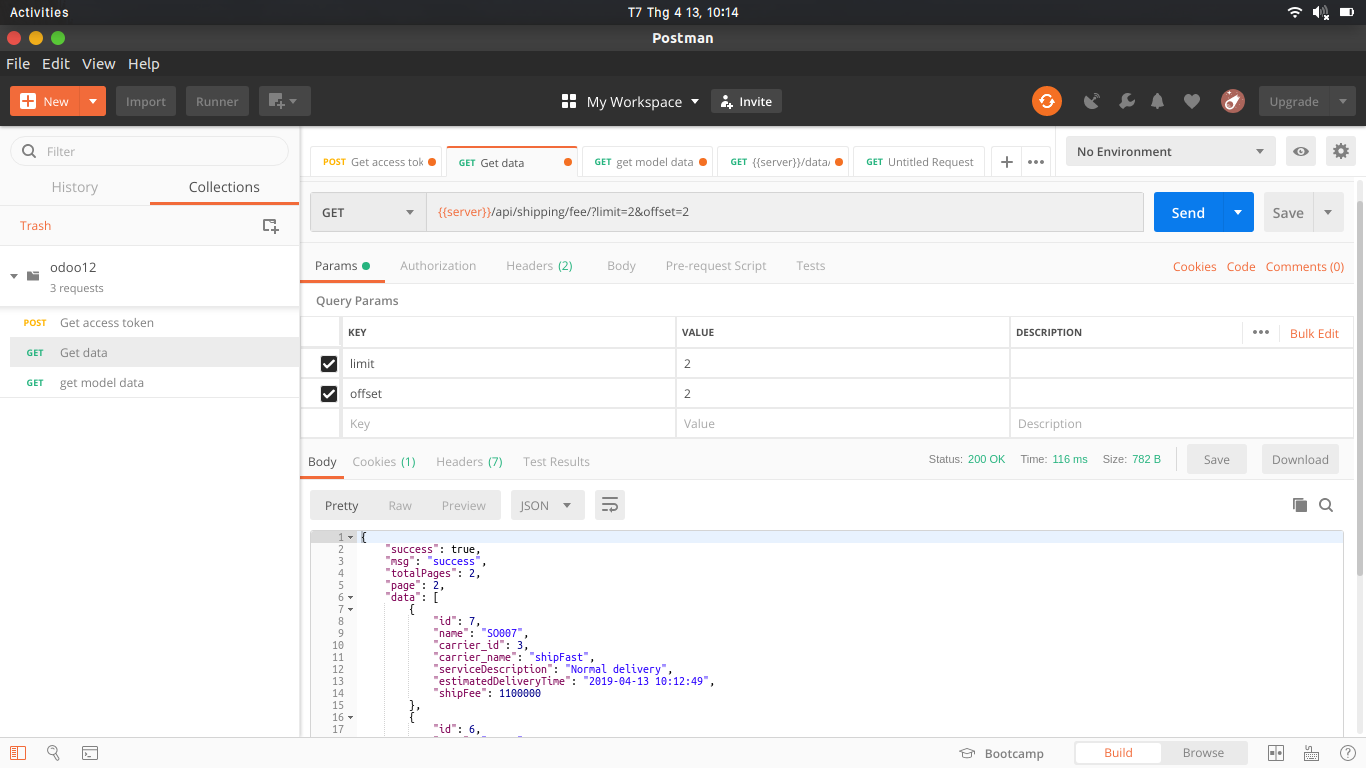 Activities
T7 Thg 4 13, 10:14
Postman
File Edit View Help
New
Import
Runner
My Workspace
Invite
Upgrade
Filter
History
Collections
Trash
odoo12
3 requests
POST Get access token
GET Get data
GET get model data
POST Get access tok
GET Get data
GET get model data
GET {{server}}/data/
GET Untitled Request
No Environment
GET
{{server}}/api/shipping/fee/?limit=2&offset=2
Send
Save
Params
Authorization
Headers (2)
Body
Pre-request Script
Tests
Cookies
Code
Comments (0)
Query Params
KEY VALUE DESCRIPTION
Bulk Edit
limit 2
offset 2
Key Value Description
Body
Cookies (1)
Headers (7)
Test Results
Status: 200 OK
Time: 116 ms
Size: 782 B
Save
Download
Pretty
Raw
Preview
JSON
1 {
2 "success": true,
3 "msg": "success",
4 "totalPages": 2,
5 "page": 2,
6 "data": [
7 {
8 "id": 7,
9 "name": "SO007",
10 "carrier_id": 3,
11 "carrier_name": "shipFast",
12 "serviceDescription": "Normal delivery",
13 "estimatedDeliveryTime": "2019-04-13 10:12:49",
14 "shipFee": 1100000
15 },
16 {
17 "id": 6,
Bootcamp
Build
Browse